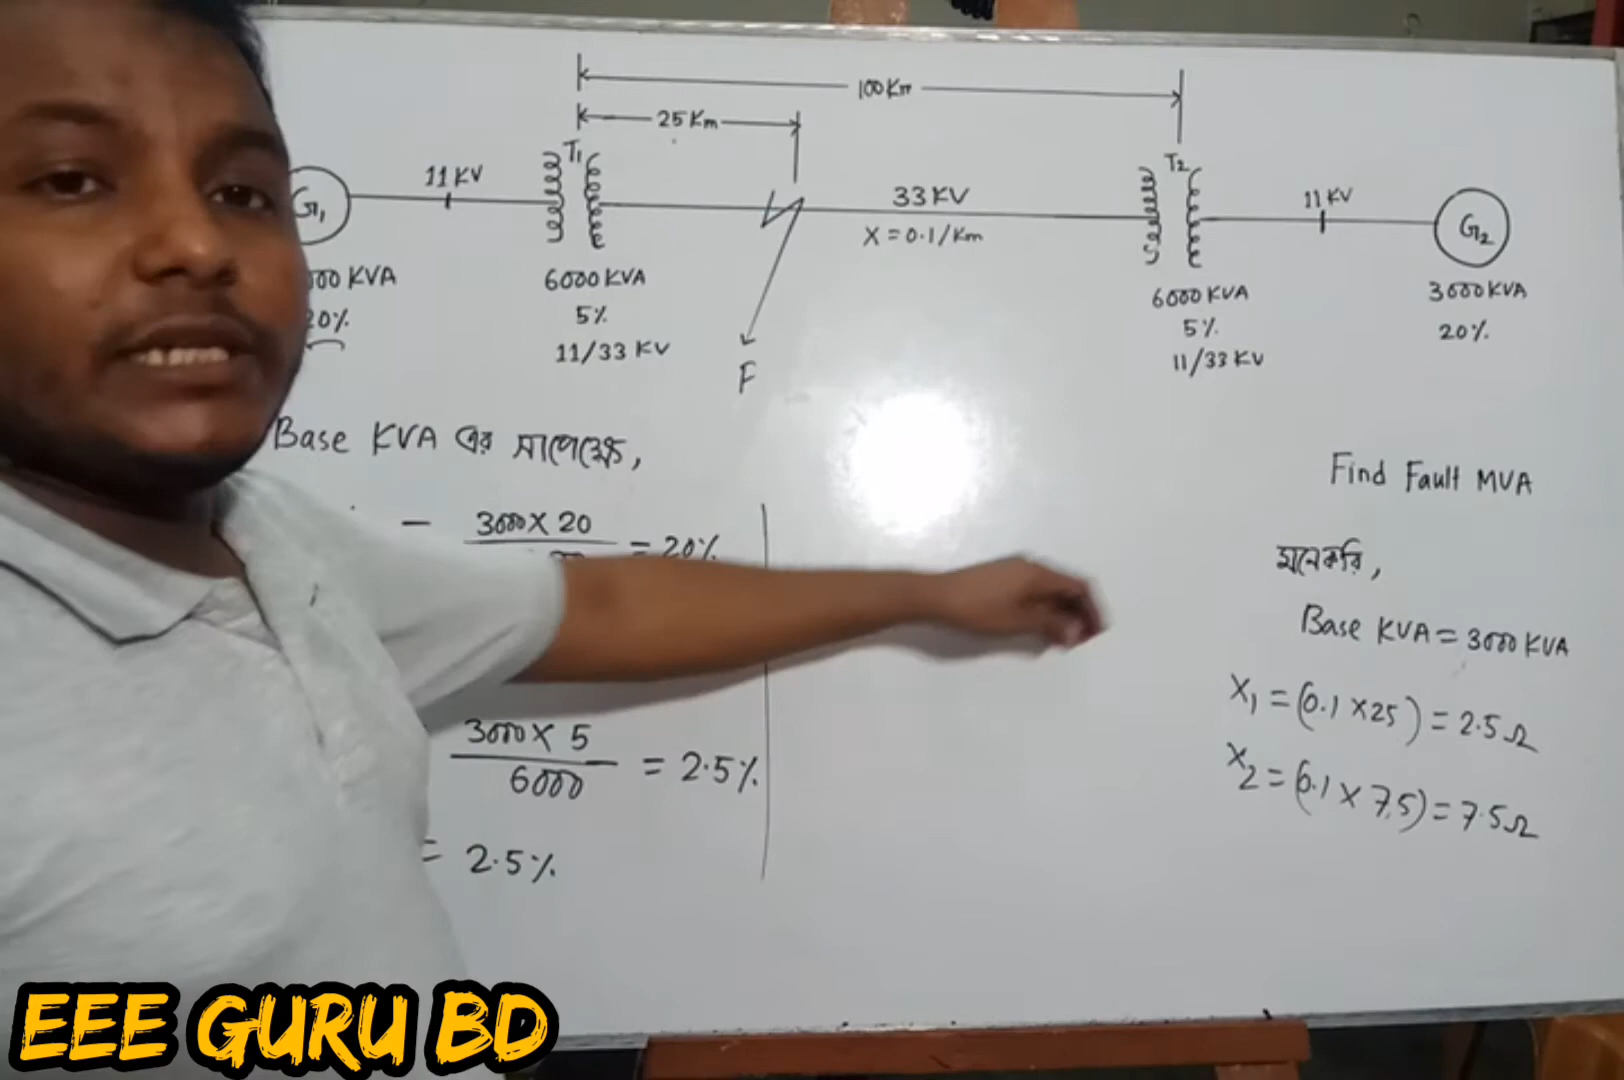 100 Km
25 Km
T1
T2
G1
11 KV
33 KV
11 KV
G2
X = 0.1/Km
000 KVA
20%
6000 KVA
5%
11/33 KV
6000 KVA
5%
11/33 KV
3000 KVA
20%
F
Base KVA এর সাপেক্ষে,
3000 X 20
= 20%
3000 X 5
6000
= 2.5%
= 2.5%
Find Fault MVA
মনেকরি,
Base KVA = 3000 KVA
X1 = (0.1 X 25) = 2.5 Ω
X2 = (0.1 X 75) = 7.5 Ω
EEE GURU BD